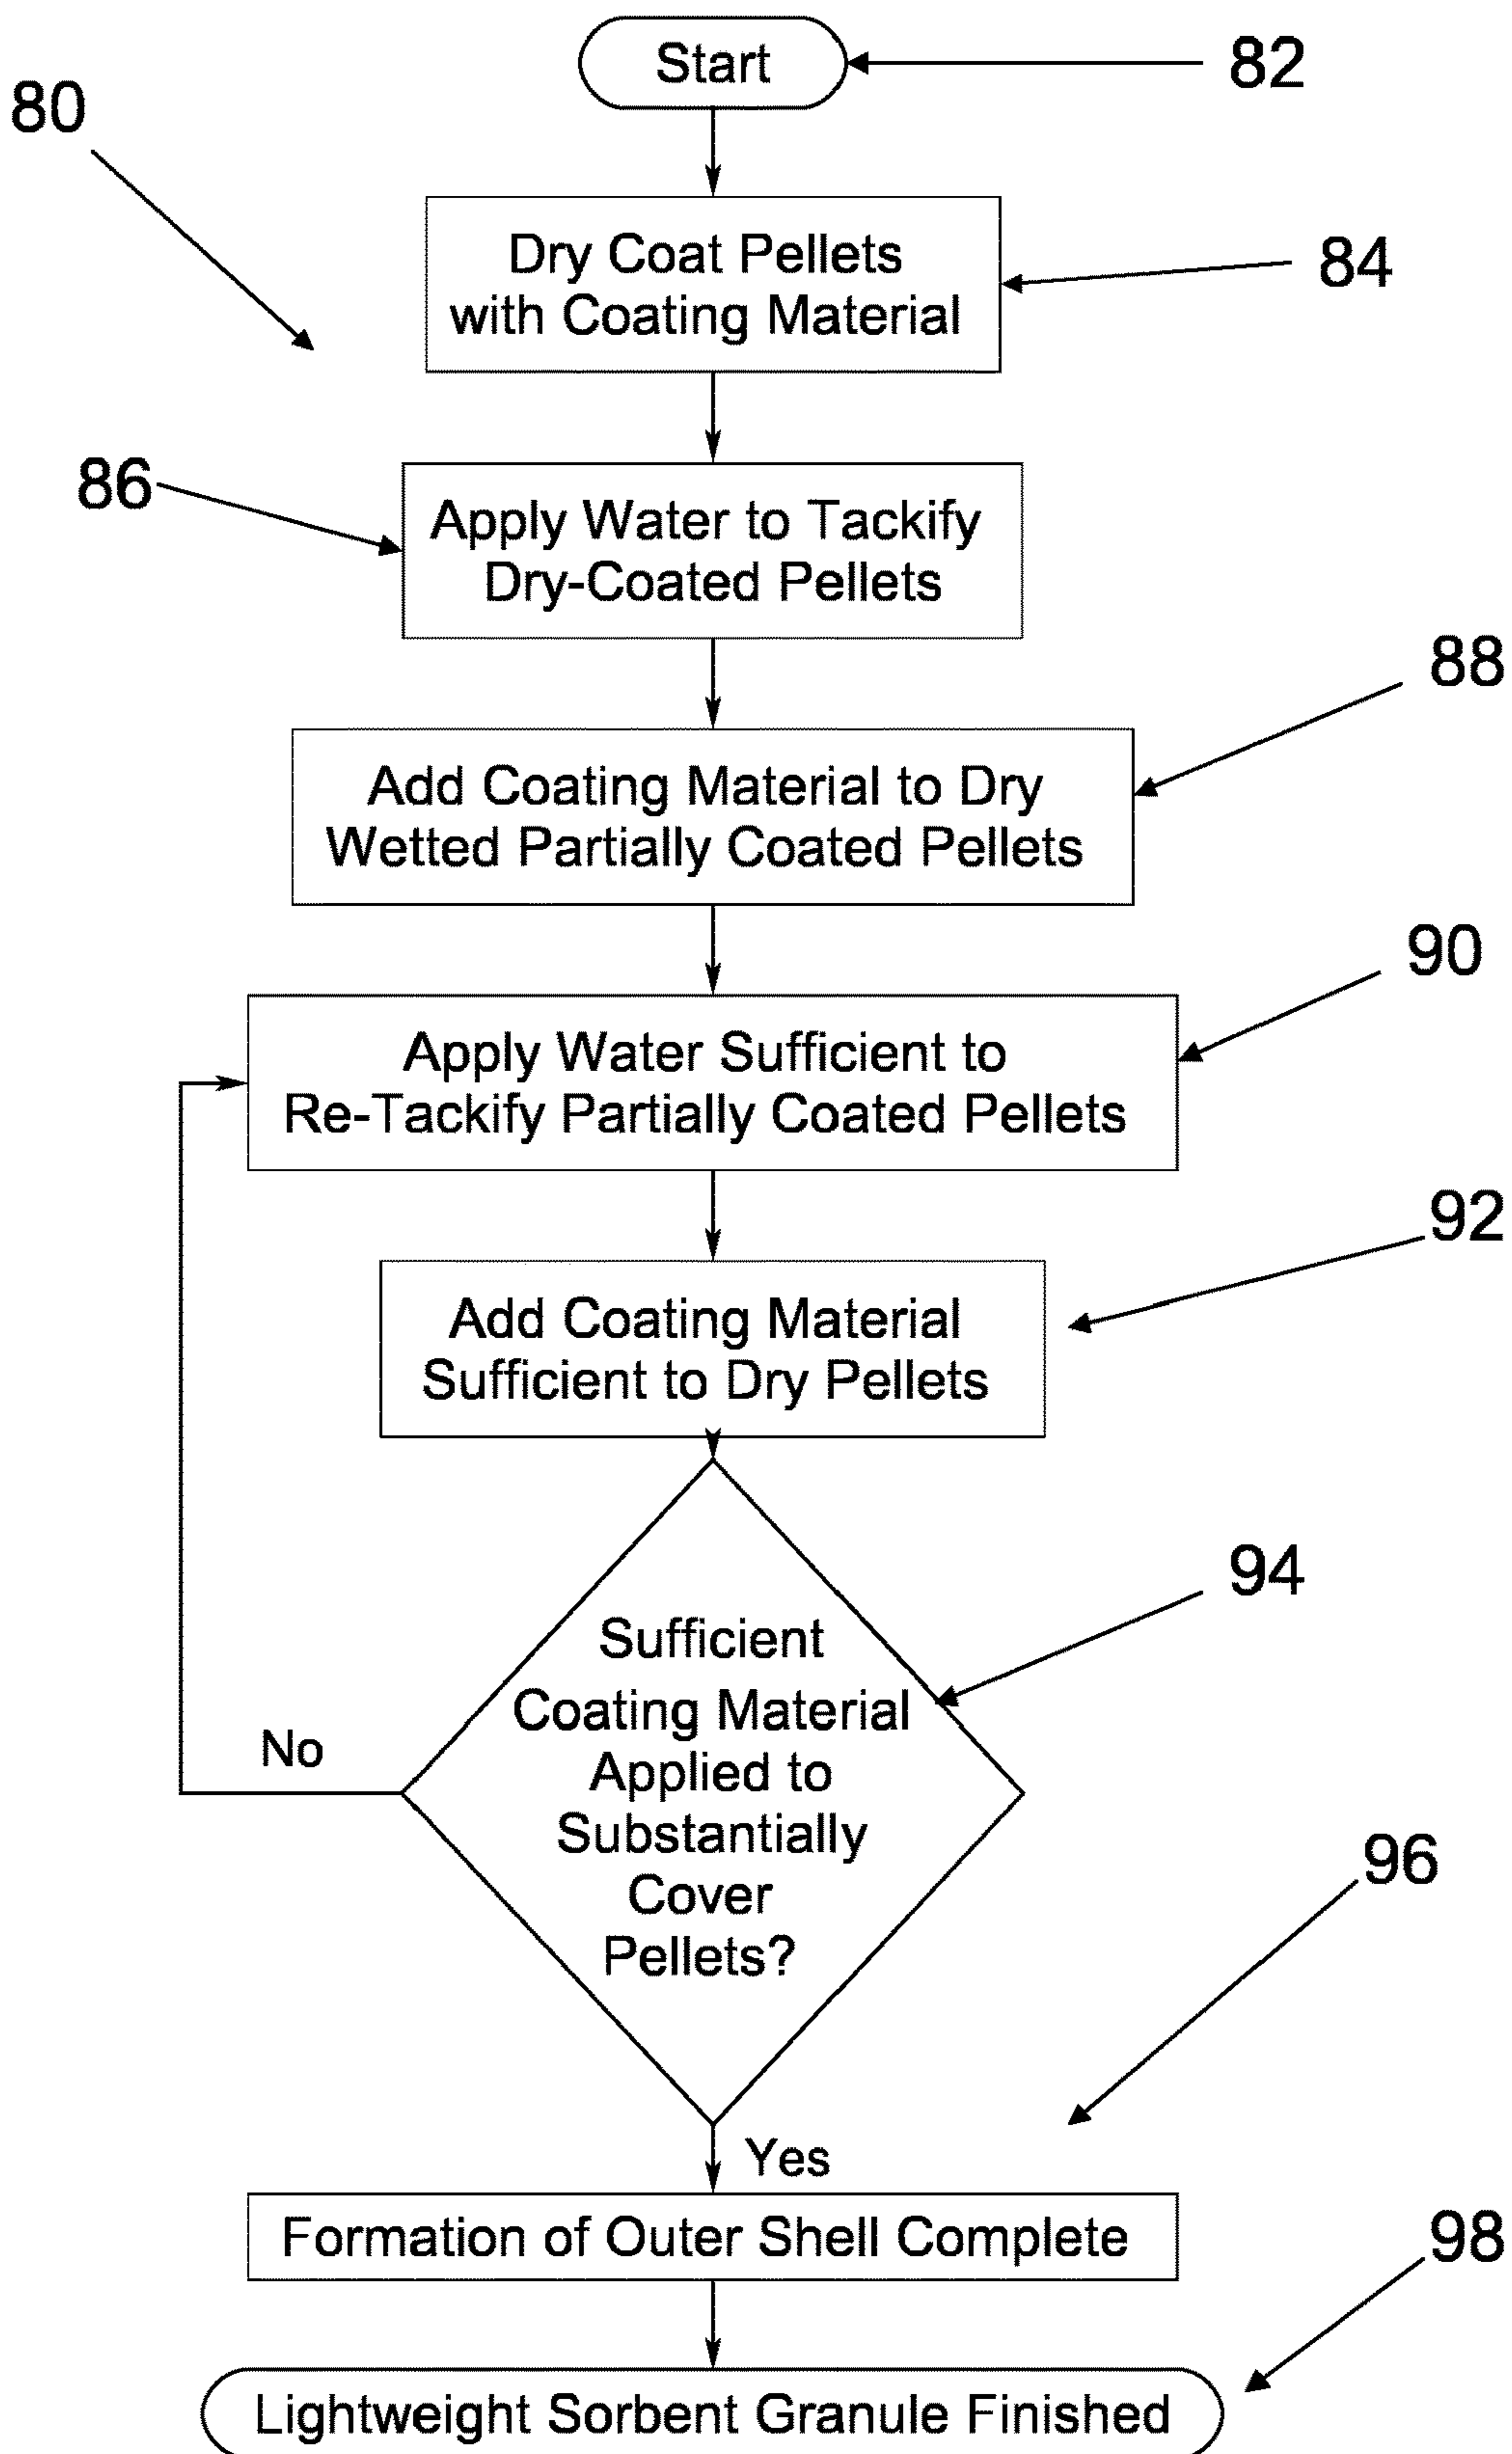 Start
82
80
Dry Coat Pellets
with Coating Material
84
86
Apply Water to Tackify
Dry-Coated Pellets
88
Add Coating Material to Dry
Wetted Partially Coated Pellets
90
Apply Water Sufficient to
Re-Tackify Partially Coated Pellets
92
Add Coating Material
Sufficient to Dry Pellets
94
Sufficient
Coating Material
Applied to
Substantially
Cover
Pellets?
No
96
Yes
Formation of Outer Shell Complete
98
Lightweight Sorbent Granule Finished